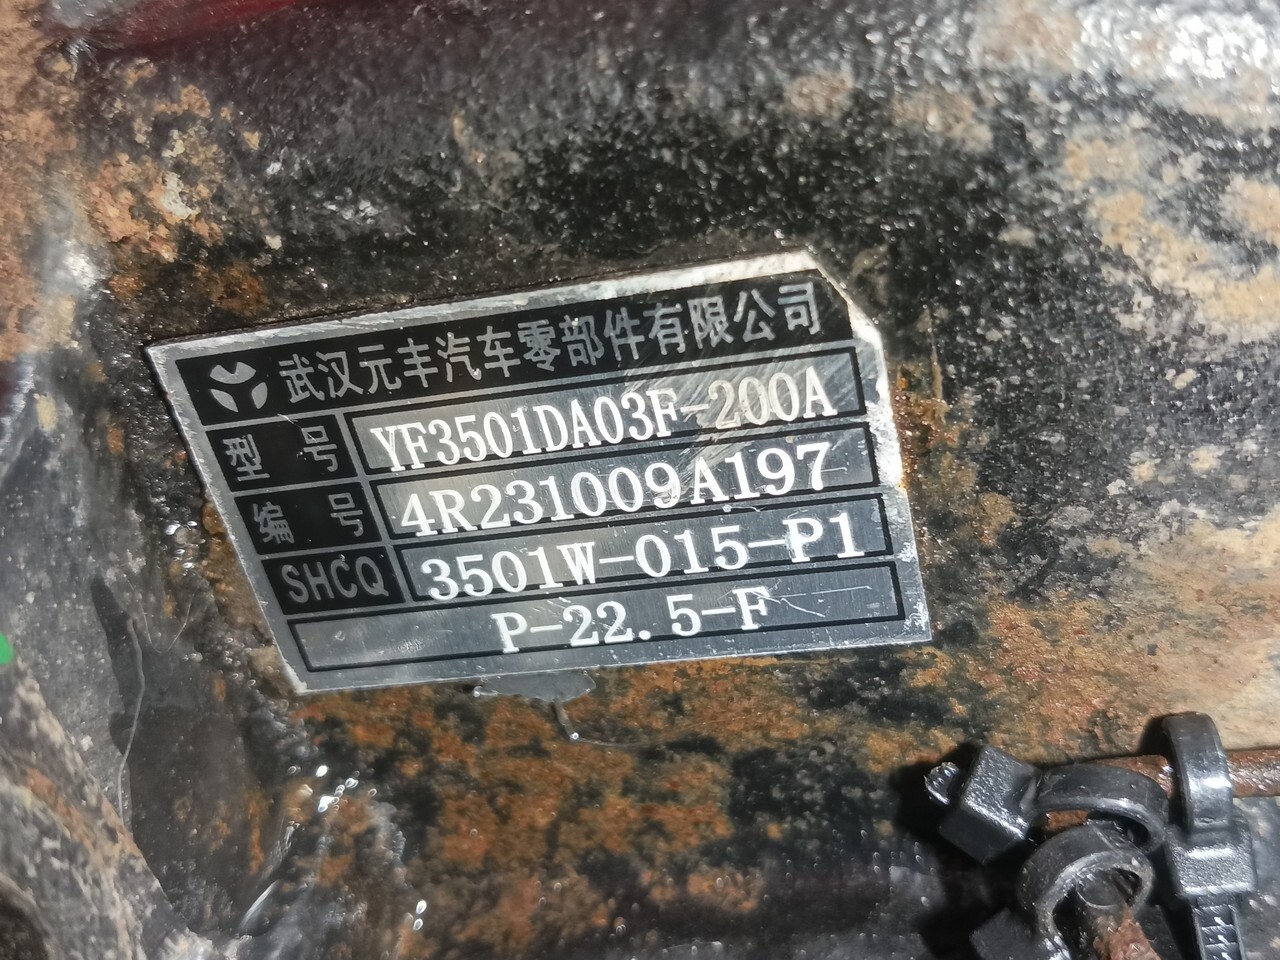 武汉元丰汽车零部件有限公司
型号 YF3501DA03F-200A
编号 4R231009A197
SHCQ 3501W-015-P1
P-22.5-F